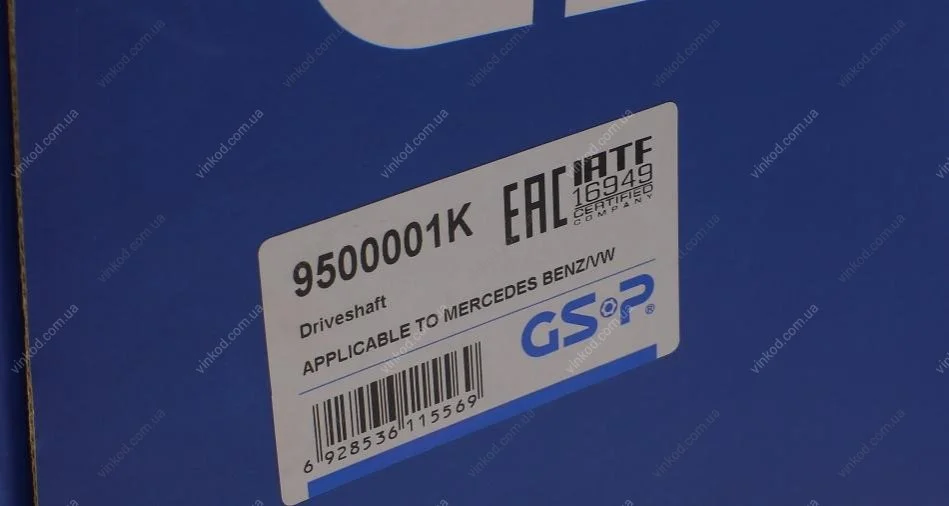 9500001K
EAC
IATF
16949
CERTIFIED
COMPANY
Driveshaft
APPLICABLE TO MERCEDES BENZ/VW
GSP®
6 928536 115569
vinkod.com.ua